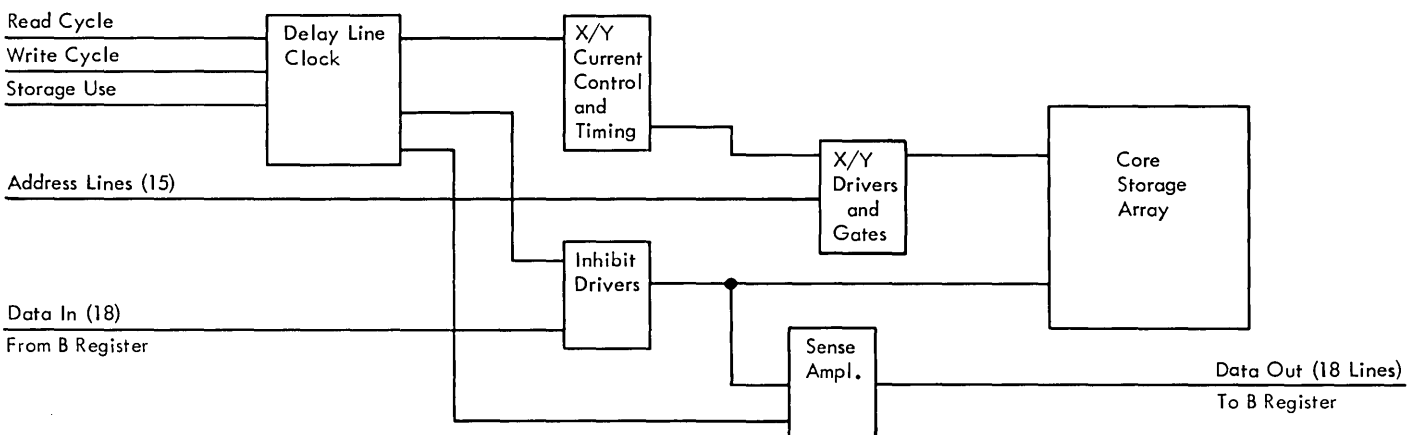 Read Cycle
Write Cycle
Storage Use
Delay Line
Clock
X/Y
Current
Control
and
Timing
Address Lines (15)
X/Y
Drivers
and
Gates
Core
Storage
Array
Inhibit
Drivers
Data In (18)
From B Register
Sense
Ampl.
Data Out (18 Lines)
To B Register